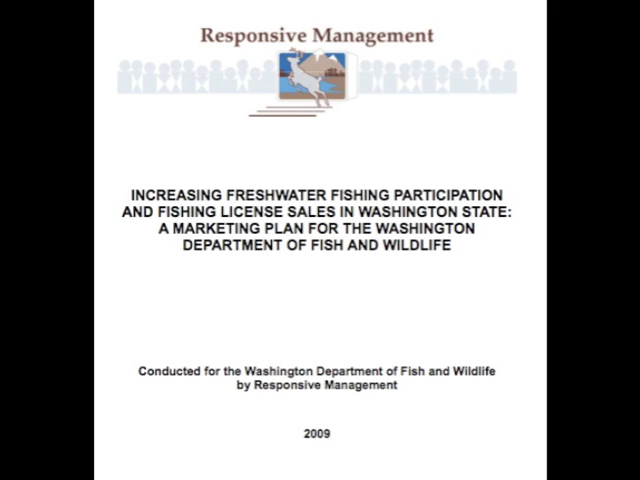 Responsive Management
INCREASING FRESHWATER FISHING PARTICIPATION
AND FISHING LICENSE SALES IN WASHINGTON STATE:
A MARKETING PLAN FOR THE WASHINGTON
DEPARTMENT OF FISH AND WILDLIFE
Conducted for the Washington Department of Fish and Wildlife
by Responsive Management
2009